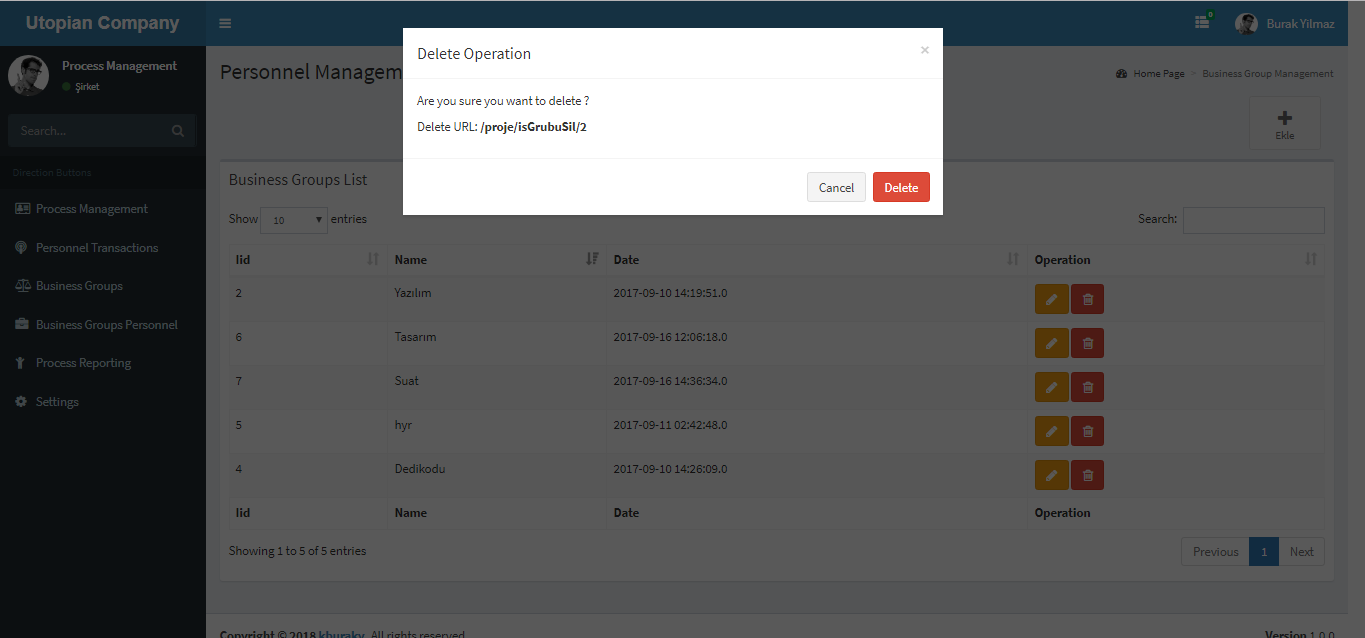 Utopian Company
0
Burak Yilmaz
Process Management
Şirket
Search...
Direction Buttons
Process Management
Personnel Transactions
Business Groups
Business Groups Personnel
Process Reporting
Settings
Personnel Managem
Home Page
Business Group Management
Ekle
Delete Operation
×
Are you sure you want to delete ?
Delete URL: /proje/isGrubuSil/2
Cancel
Delete
Business Groups List
Show 10 entries
Search:
Iid Name Date Operation
2 Yazılım 2017-09-10 14:19:51.0
6 Tasarım 2017-09-16 12:06:18.0
7 Suat 2017-09-16 14:36:34.0
5 hyr 2017-09-11 02:42:48.0
4 Dedikodu 2017-09-10 14:26:09.0
Iid Name Date Operation
Showing 1 to 5 of 5 entries
Previous 1 Next
Copyright © 2018 kburaky. All rights reserved.
Version 1.0.0